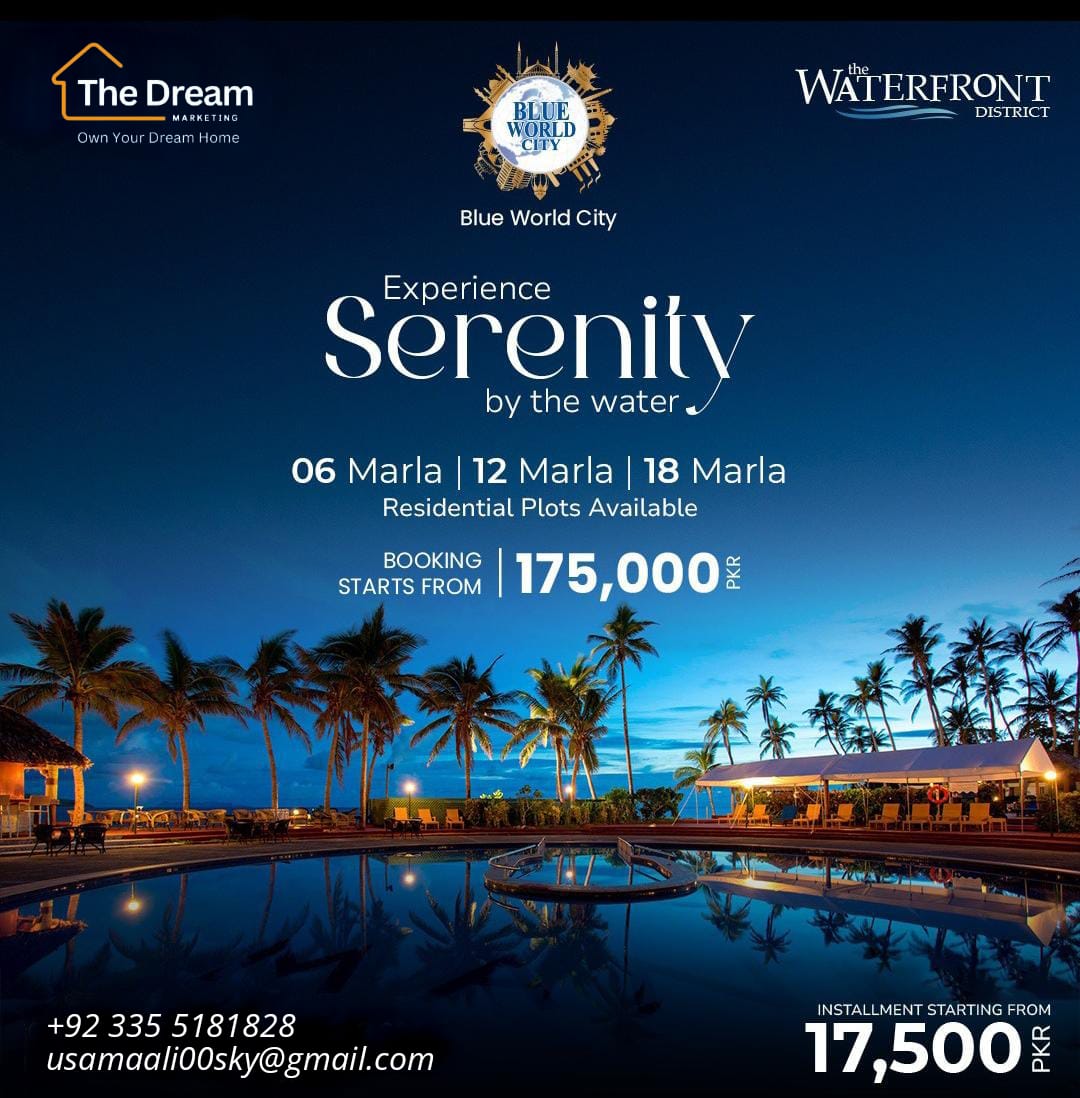 The Dream
MARKETING
Own Your Dream Home
BLUE
WORLD
CITY
Blue World City
the
WATERFRONT
DISTRICT
Experience
Serenity
by the water
06 Marla | 12 Marla | 18 Marla
Residential Plots Available
BOOKING
STARTS FROM | 175,000 PKR
+92 335 5181828
usamaali00sky@gmail.com
INSTALLMENT STARTING FROM
17,500 PKR